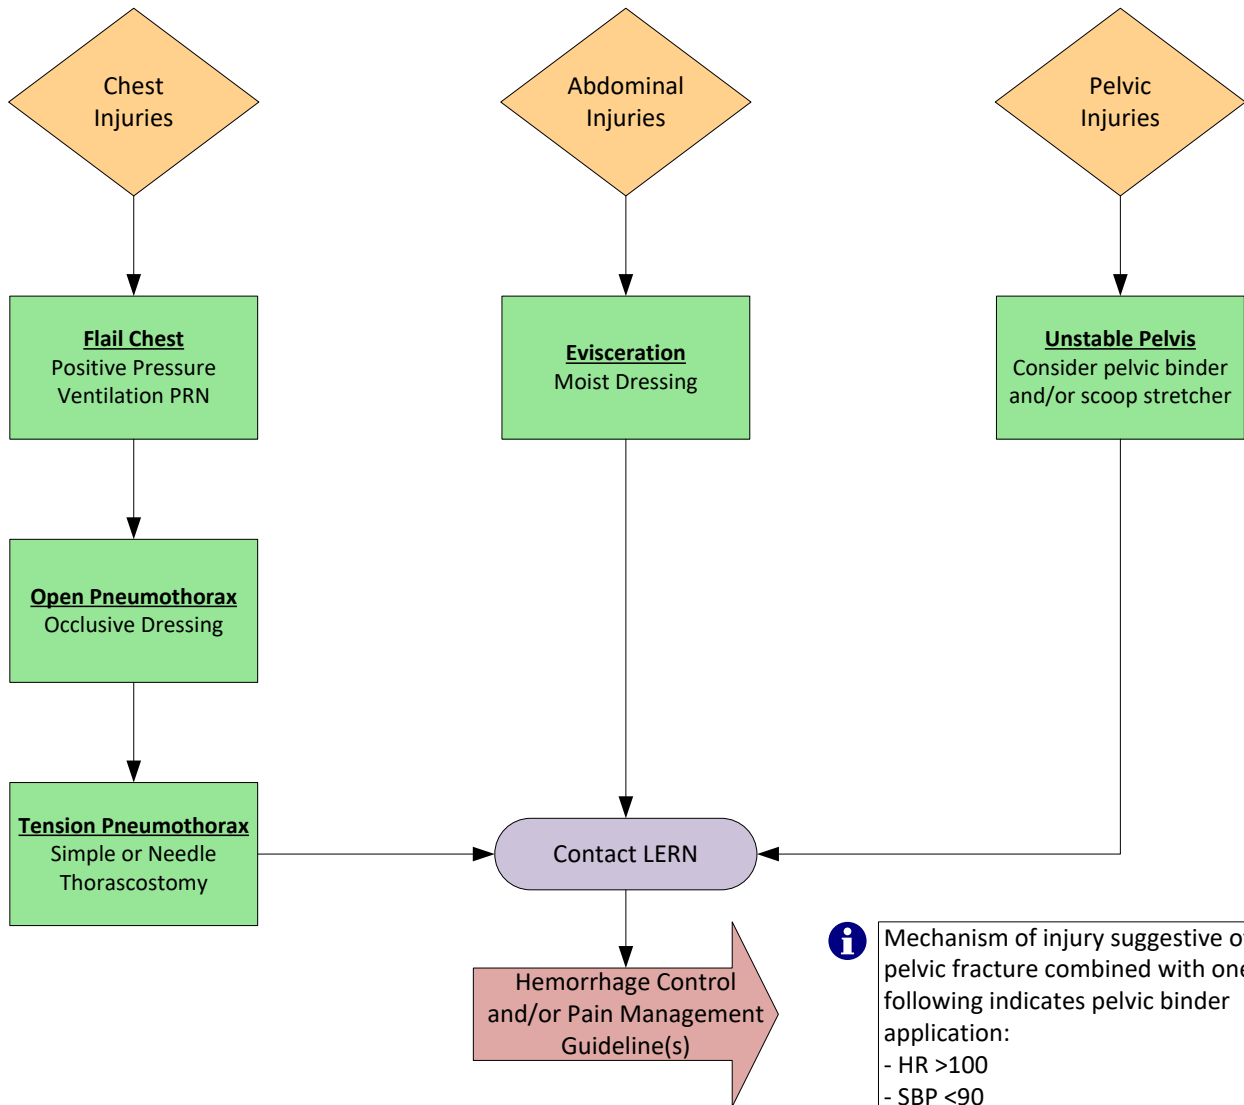 Chest
Injuries
Abdominal
Injuries
Pelvic
Injuries
Flail Chest
Positive Pressure
Ventilation PRN
Evisceration
Moist Dressing
Unstable Pelvis
Consider pelvic binder
and/or scoop stretcher
Open Pneumothorax
Occlusive Dressing
Tension Pneumothorax
Simple or Needle
Thorascostomy
Contact LERN
Hemorrhage Control
and/or Pain Management
Guideline(s)
i
Mechanism of injury suggestive of
pelvic fracture combined with one
following indicates pelvic binder
application:
- HR >100
- SBP <90